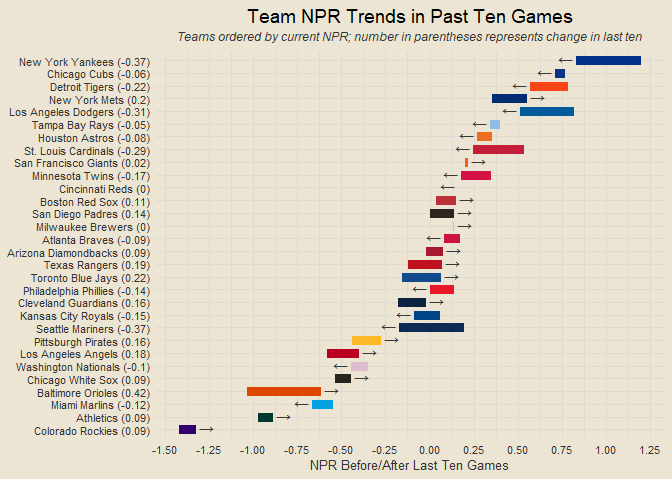 Team NPR Trends in Past Ten Games
Teams ordered by current NPR; number in parentheses represents change in last ten
New York Yankees (-0.37)
Chicago Cubs (-0.06)
Detroit Tigers (-0.22)
New York Mets (0.2)
Los Angeles Dodgers (-0.31)
Tampa Bay Rays (-0.05)
Houston Astros (-0.08)
St. Louis Cardinals (-0.29)
San Francisco Giants (0.02)
Minnesota Twins (-0.17)
Cincinnati Reds (0)
Boston Red Sox (0.11)
San Diego Padres (0.14)
Milwaukee Brewers (0)
Atlanta Braves (-0.09)
Arizona Diamondbacks (0.09)
Texas Rangers (0.19)
Toronto Blue Jays (0.22)
Philadelphia Phillies (-0.14)
Cleveland Guardians (0.16)
Kansas City Royals (-0.15)
Seattle Mariners (-0.37)
Pittsburgh Pirates (0.16)
Los Angeles Angels (0.18)
Washington Nationals (-0.1)
Chicago White Sox (0.09)
Baltimore Orioles (0.42)
Miami Marlins (-0.12)
Athletics (0.09)
Colorado Rockies (0.09)
-1.50 -1.25 -1.00 -0.75 -0.50 -0.25 0.00 0.25 0.50 0.75 1.00 1.25
NPR Before/After Last Ten Games